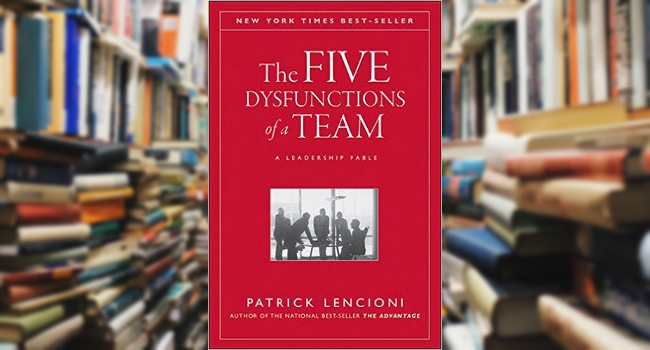 NEW YORK TIMES BEST-SELLER
The FIVE
DYSFUNCTIONS
of a TEAM
A LEADERSHIP FABLE
PATRICK LENCIONI
AUTHOR OF THE NATIONAL BEST-SELLER THE ADVANTAGE